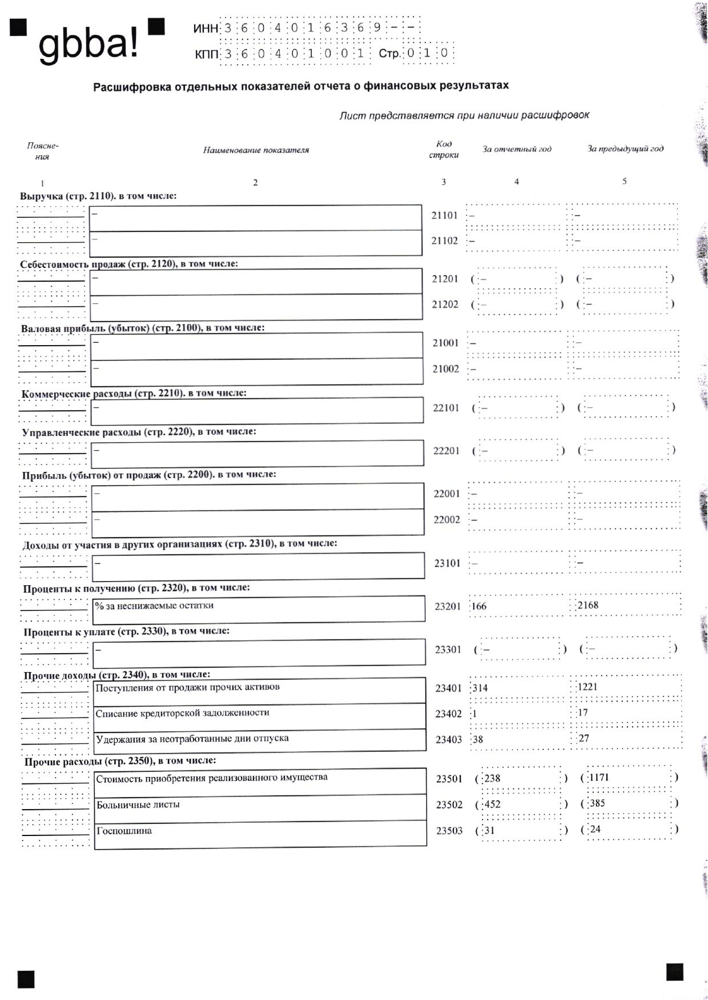 gbba!
ИНН 3604016369--
КПП 360401001 Стр. 010
Расшифровка отдельных показателей отчета о финансовых результатах
Лист представляется при наличии расшифровок
Поясне-
ния
Наименование показателя
Код
строки
За отчетный год
За предыдущий год
1 2 3 4 5
Выручка (стр. 2110). в том числе:
– 21101 – –
– 21102 – –
Себестоимость продаж (стр. 2120), в том числе:
– 21201 (–) (–)
– 21202 (–) (–)
Валовая прибыль (убыток) (стр. 2100), в том числе:
– 21001 – –
– 21002 – –
Коммерческие расходы (стр. 2210). в том числе:
– 22101 (–) (–)
Управленческие расходы (стр. 2220), в том числе:
– 22201 (–) (–)
Прибыль (убыток) от продаж (стр. 2200). в том числе:
– 22001 – –
– 22002 – –
Доходы от участия в других организациях (стр. 2310), в том числе:
– 23101 – –
Проценты к получению (стр. 2320), в том числе:
% за неснижаемые остатки 23201 166 2168
Проценты к уплате (стр. 2330), в том числе:
– 23301 (–) (–)
Прочие доходы (стр. 2340), в том числе:
Поступления от продажи прочих активов 23401 314 1221
Списание кредиторской задолженности 23402 1 17
Удержания за неотработанные дни отпуска 23403 38 27
Прочие расходы (стр. 2350), в том числе:
Стоимость приобретения реализованного имущества 23501 (238) (1171)
Больничные листы 23502 (452) (385)
Госпошлина 23503 (31) (24)